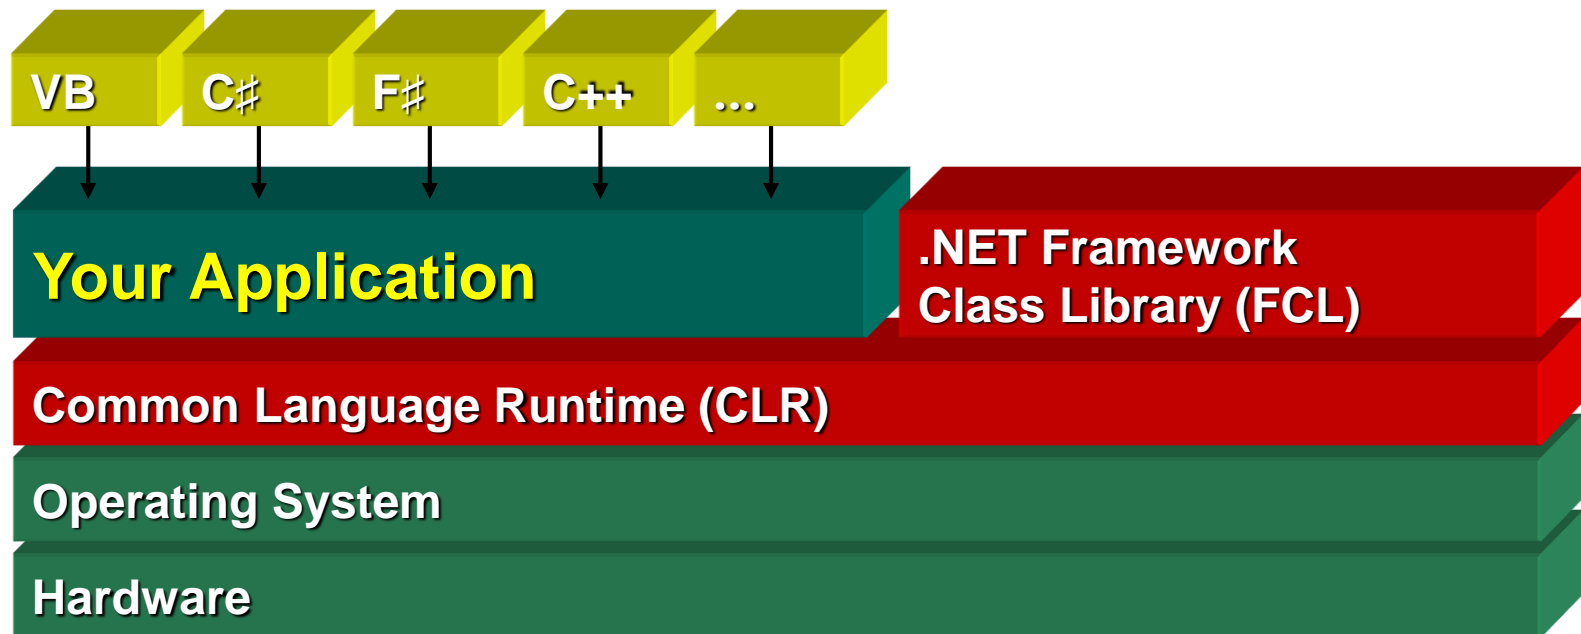 VB
C♯
F♯
C++
...
Your Application
.NET Framework
Class Library (FCL)
Common Language Runtime (CLR)
Operating System
Hardware